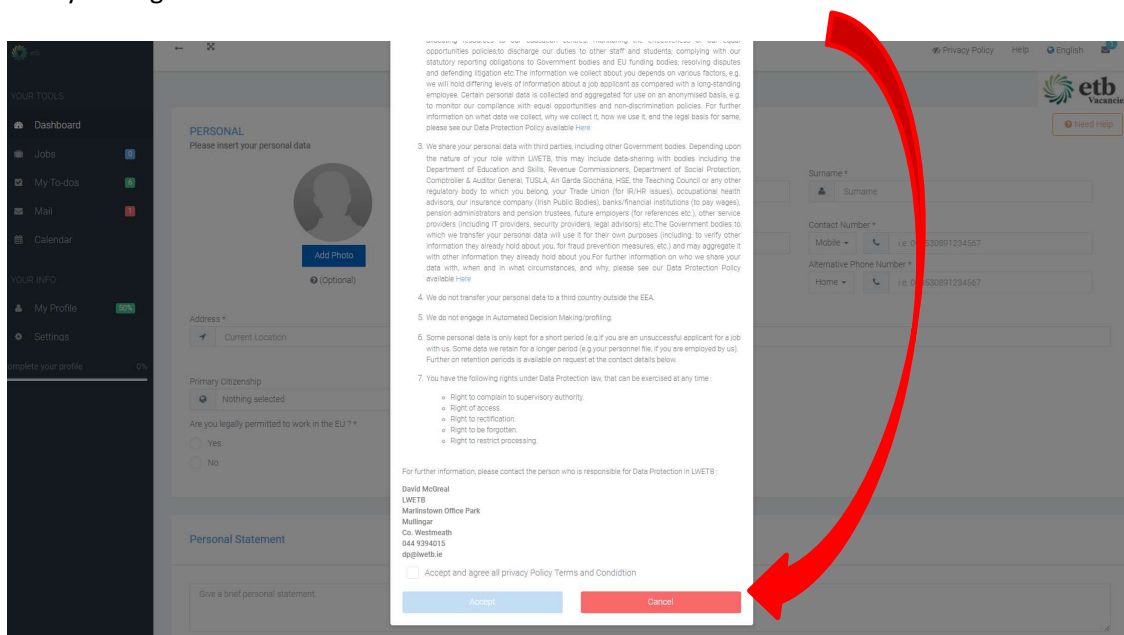 etb
Privacy Policy Help English 1
YOUR TOOLS
Dashboard
Jobs 0
My To-dos 6
Mail 1
Calendar
YOUR INFO
My Profile 50%
Settings
omplete your profile 0%
etb
Vacancie
Need Help
PERSONAL
Please insert your personal data
Add Photo
(Optional)
Surname *
Surname
Contact Number *
Mobile
Alternative Phone Number *
Home
Address *
Current Location
Primary Citizenship
Nothing selected
Are you legally permitted to work in the EU ? *
Yes
No
Personal Statement
Give a brief personal statement.
opportunities policies;to discharge our duties to other staff and students; complying with our
statutory reporting obligations to Government bodies and EU funding bodies; resolving disputes
and defending litigation etc.The information we collect about you depends on various factors, e.g.
we will hold differing levels of information about a job applicant as compared with a long-standing
employee. Certain personal data is collected and aggregated for use on an anonymised basis, e.g.
to monitor our compliance with equal opportunities and non-discrimination policies. For further
information on what data we collect, why we collect it, how we use it, and the legal basis for same,
please see our Data Protection Policy available Here
3. We share your personal data with third parties, including other Government bodies. Depending upon
the nature of your role within LWETB, this may include data-sharing with bodies including the
Department of Education and Skills, Revenue Commissioners, Department of Social Protection,
Comptroller & Auditor General, TUSLA, An Garda Síochána, HSE, the Teaching Council or any other
regulatory body to which you belong, your Trade Union (for IR/HR issues), occupational health
advisors, our insurance company (Irish Public Bodies), banks/financial institutions (to pay wages),
pension administrators and pension trustees, future employers (for references etc.), other service
providers (including IT providers, security providers, legal advisors) etc.The Government bodies to
which we transfer your personal data will use it for their own purposes (including: to verify other
information they already hold about you, for fraud prevention measures, etc.) and may aggregate it
with other information they already hold about you.For further information on who we share your
data with, when and in what circumstances, and why, please see our Data Protection Policy
available Here
4. We do not transfer your personal data to a third country outside the EEA.
5. We do not engage in Automated Decision Making/profiling.
6. Some personal data is only kept for a short period (e.g.if you are an unsuccessful applicant for a job
with us. Some data we retain for a longer period (e.g your personnel file, if you are employed by us).
Further on retention periods is available on request at the contact details below.
7. You have the following rights under Data Protection law, that can be exercised at any time :
Right to complain to supervisory authority.
Right of access.
Right to rectification.
Right to be forgotten.
Right to restrict processing.
For further information, please contact the person who is responsible for Data Protection in LWETB :
David McGreal
LWETB
Marlinstown Office Park
Mullingar
Co. Westmeath
044 9394015
dp@lwetb.ie
Accept and agree all privacy Policy Terms and Condidtion
Accept Cancel